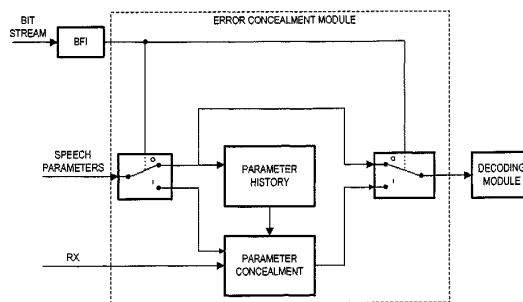 ERROR CONCEALMENT MODULE
BIT
STREAM
BFI
SPEECH
PARAMETERS
0
1
PARAMETER
HISTORY
0
1
DECODING
MODULE
RX
PARAMETER
CONCEALMENT